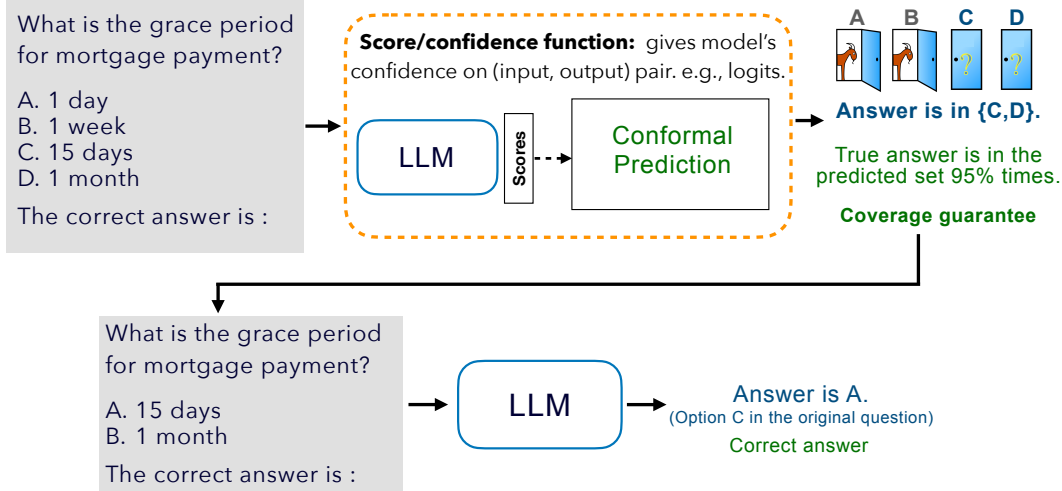 What is the grace period
for mortgage payment?
A. 1 day
B. 1 week
C. 15 days
D. 1 month
The correct answer is :
Score/confidence function: gives model's
confidence on (input, output) pair. e.g., logits.
LLM
Scores
Conformal
Prediction
A B C D
? ?
Answer is in {C,D}.
True answer is in the
predicted set 95% times.
Coverage guarantee
What is the grace period
for mortgage payment?
A. 15 days
B. 1 month
The correct answer is :
LLM
Answer is A.
(Option C in the original question)
Correct answer